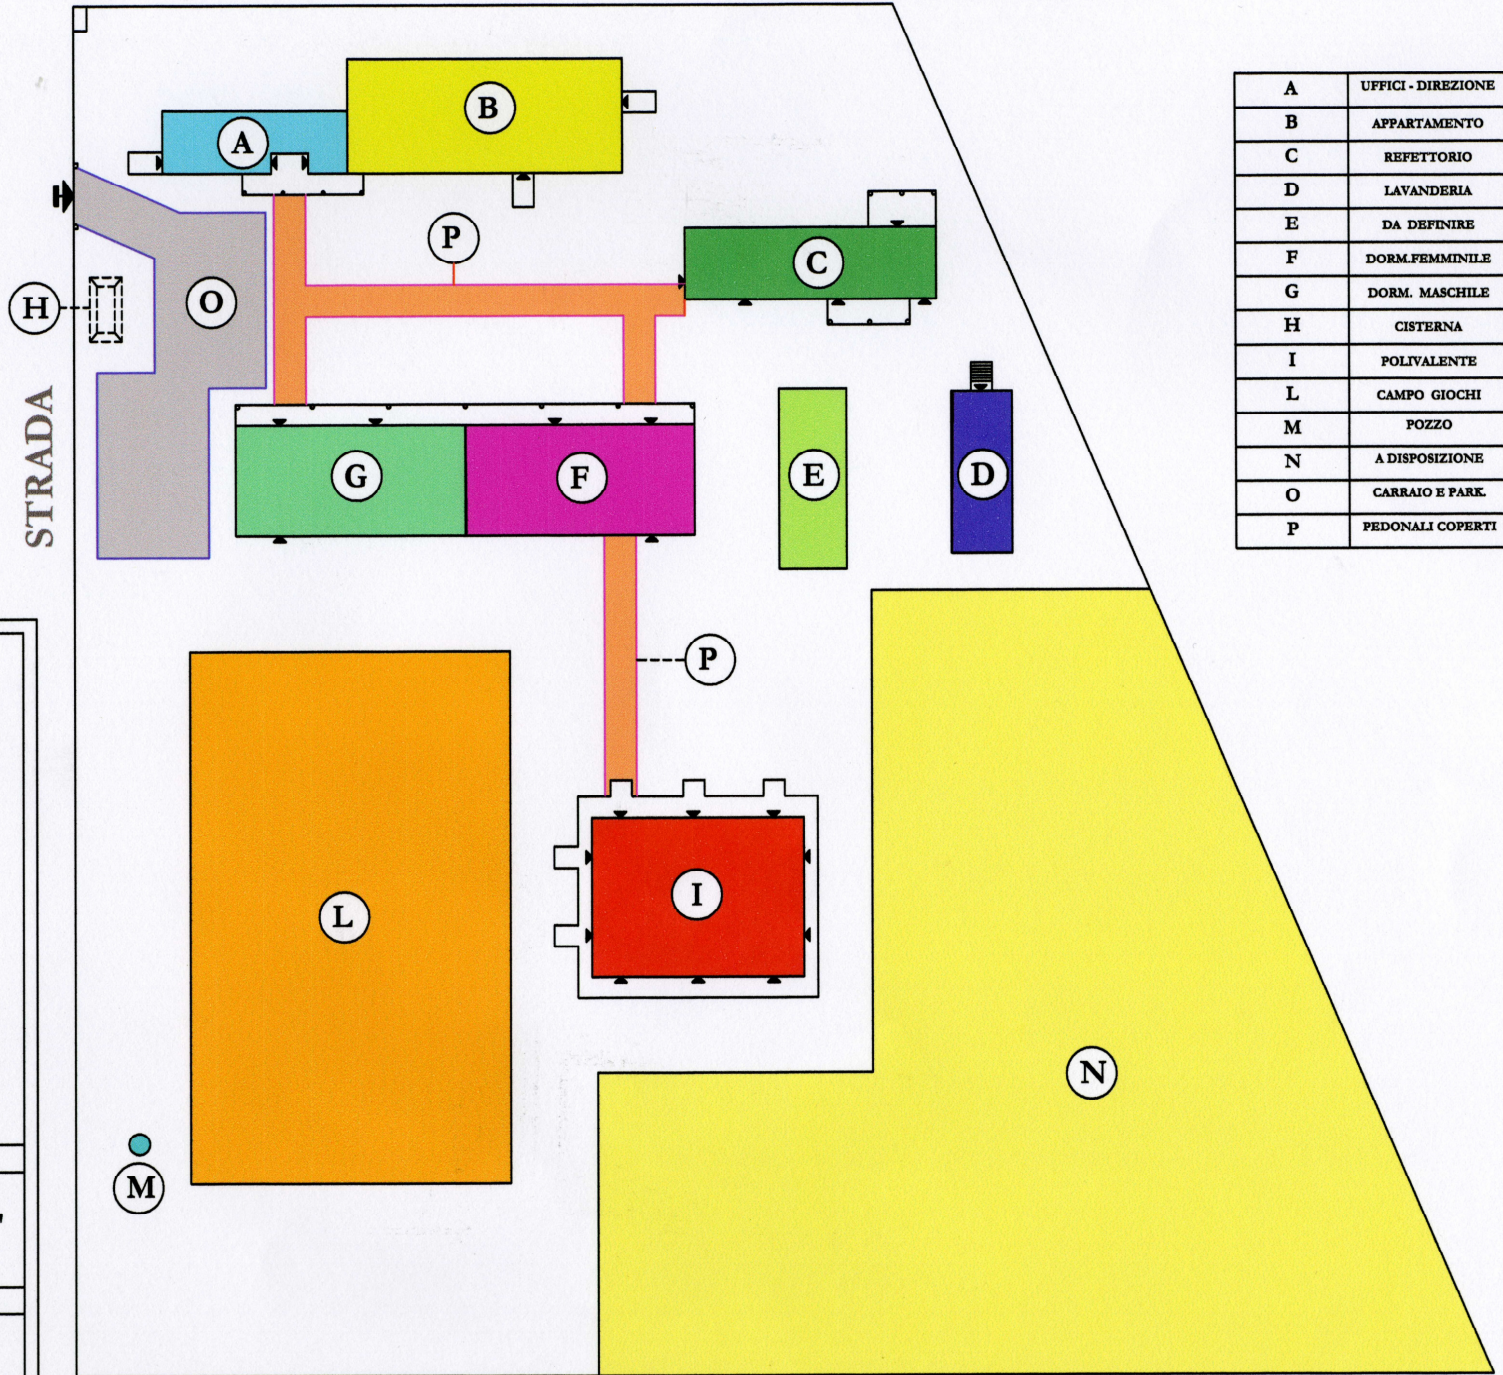 A
B
P
C
O
H
STRADA
G
F
E
D
P
L
I
N
M
A UFFICI - DIREZIONE
B APPARTAMENTO
C REFETTORIO
D LAVANDERIA
E DA DEFINIRE
F DORM.FEMMINILE
G DORM. MASCHILE
H CISTERNA
I POLIVALENTE
L CAMPO GIOCHI
M POZZO
N A DISPOSIZIONE
O CARRAIO E PARK.
P PEDONALI COPERTI